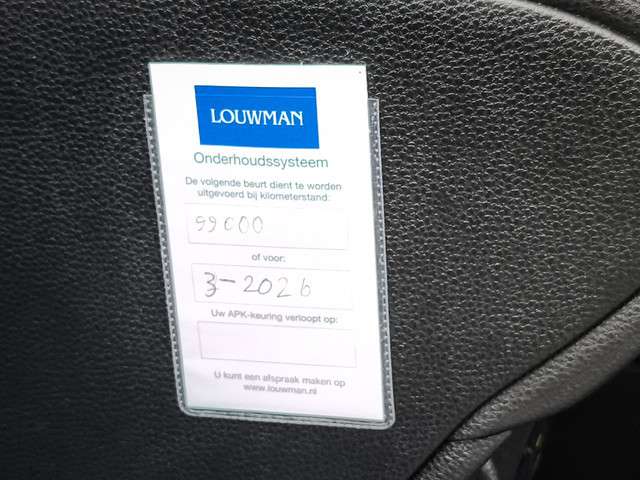 LOUWMAN
Onderhoudssysteem
De volgende beurt dient te worden
uitgevoerd bij kilometerstand:
99000
of voor:
3-2026
Uw APK-keuring verloopt op:
U kunt een afspraak maken op
www.louwman.nl